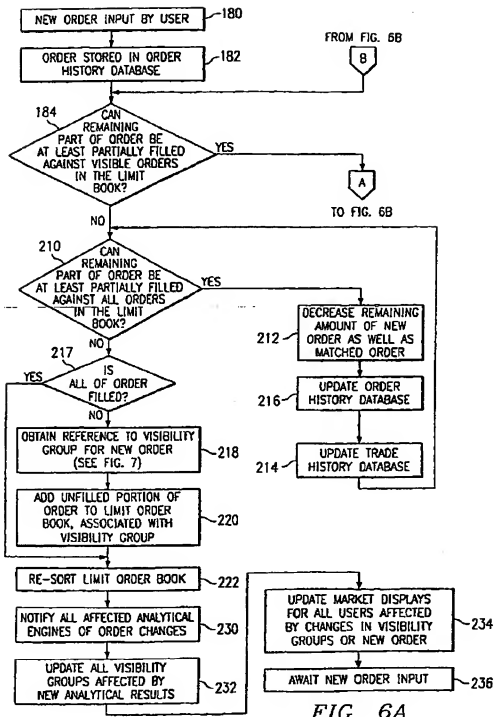 NEW ORDER INPUT BY USER
180
ORDER STORED IN ORDER
HISTORY DATABASE
182
FROM FIG. 6B
B
184
CAN
REMAINING
PART OF ORDER BE
AT LEAST PARTIALLY FILLED
AGAINST VISIBLE ORDERS
IN THE LIMIT
BOOK?
YES
A
TO FIG. 6B
NO
210
CAN
REMAINING
PART OF ORDER BE
AT LEAST PARTIALLY FILLED
AGAINST ALL ORDERS
IN THE LIMIT
BOOK?
YES
212
DECREASE REMAINING
AMOUNT OF NEW
ORDER AS WELL AS
MATCHED ORDER
216
UPDATE ORDER
HISTORY DATABASE
214
UPDATE TRADE
HISTORY DATABASE
NO
217
YES
IS
ALL OF ORDER
FILLED?
NO
OBTAIN REFERENCE TO VISIBILITY
GROUP FOR NEW ORDER
(SEE FIG. 7)
218
ADD UNFILLED PORTION OF
ORDER TO LIMIT ORDER
BOOK, ASSOCIATED WITH
VISIBILITY GROUP
220
RE-SORT LIMIT ORDER BOOK
222
NOTIFY ALL AFFECTED ANALYTICAL
ENGINES OF ORDER CHANGES
230
UPDATE ALL VISIBILITY
GROUPS AFFECTED BY
NEW ANALYTICAL RESULTS
232
UPDATE MARKET DISPLAYS
FOR ALL USERS AFFECTED
BY CHANGES IN VISIBILITY
GROUPS OR NEW ORDER
234
AWAIT NEW ORDER INPUT
236
FIG. 6A